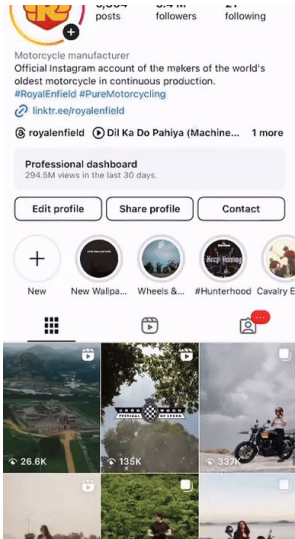 posts followers following
Motorcycle manufacturer
Official Instagram account of the mekers of the world's
oldest motorcycle in continuous production.
#RoyalEnfield #PureMotorcycling
linktr.ee/royalenfield
royalenfield Dil Ka Do Pahiya (Machine... 1 more
Professional dashboard
294.5M views in the last 30 days.
Edit profile Share profile Contact
New New Wallpa... Wheels &... #Hunterhood Cavalry E
26.6K 135K 337K